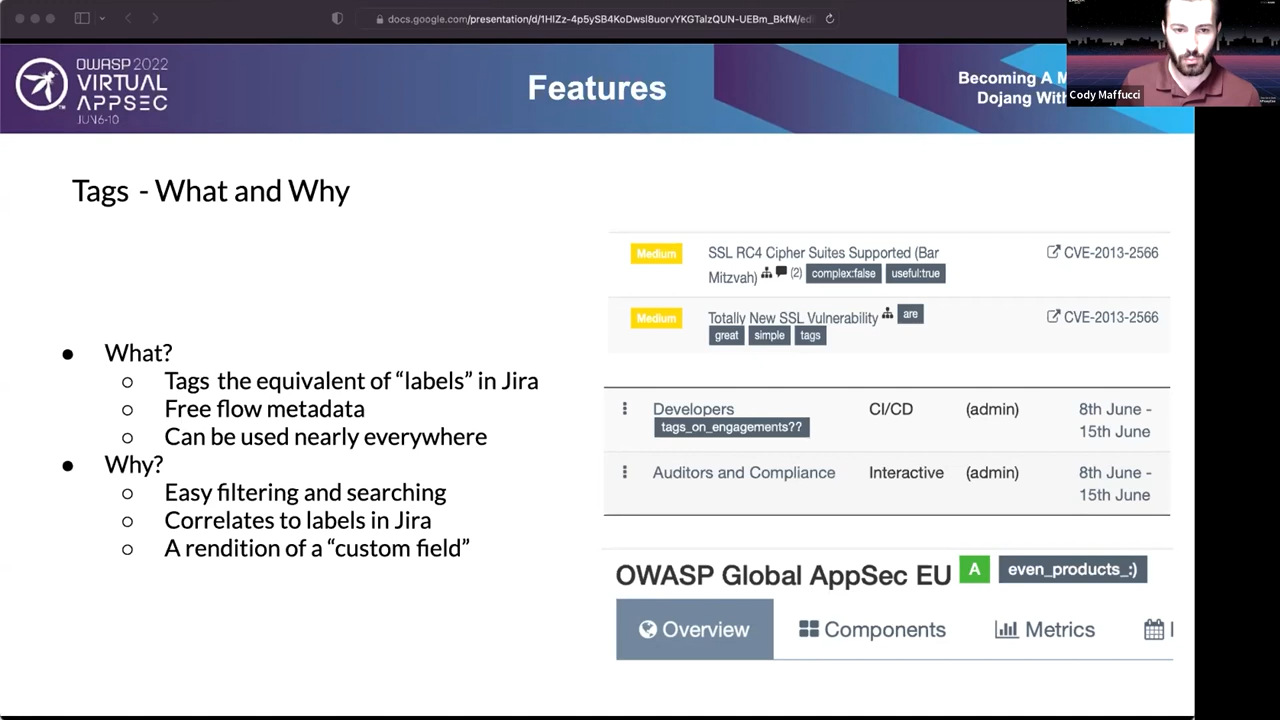 docs.google.com/presentation/d/1HIZz-4p5ySB4KoDwsI8uorvYKGTalzQUN-UEBm_BkfM/edi
OWASP 2022
VIRTUAL
APPSEC
JUN 6-10
Features
Becoming A M
Dojang With
Cody Maffucci
Tags - What and Why
● What?
○ Tags the equivalent of “labels” in Jira
○ Free flow metadata
○ Can be used nearly everywhere
● Why?
○ Easy filtering and searching
○ Correlates to labels in Jira
○ A rendition of a “custom field”
Medium SSL RC4 Cipher Suites Supported (Bar CVE-2013-2566
Mitzvah) (2) complex:false useful:true
Medium Totally New SSL Vulnerability are CVE-2013-2566
great simple tags
Developers CI/CD (admin) 8th June -
tags_on_engagements?? 15th June
Auditors and Compliance Interactive (admin) 8th June -
15th June
OWASP Global AppSec EU A even_products_:)
Overview Components Metrics